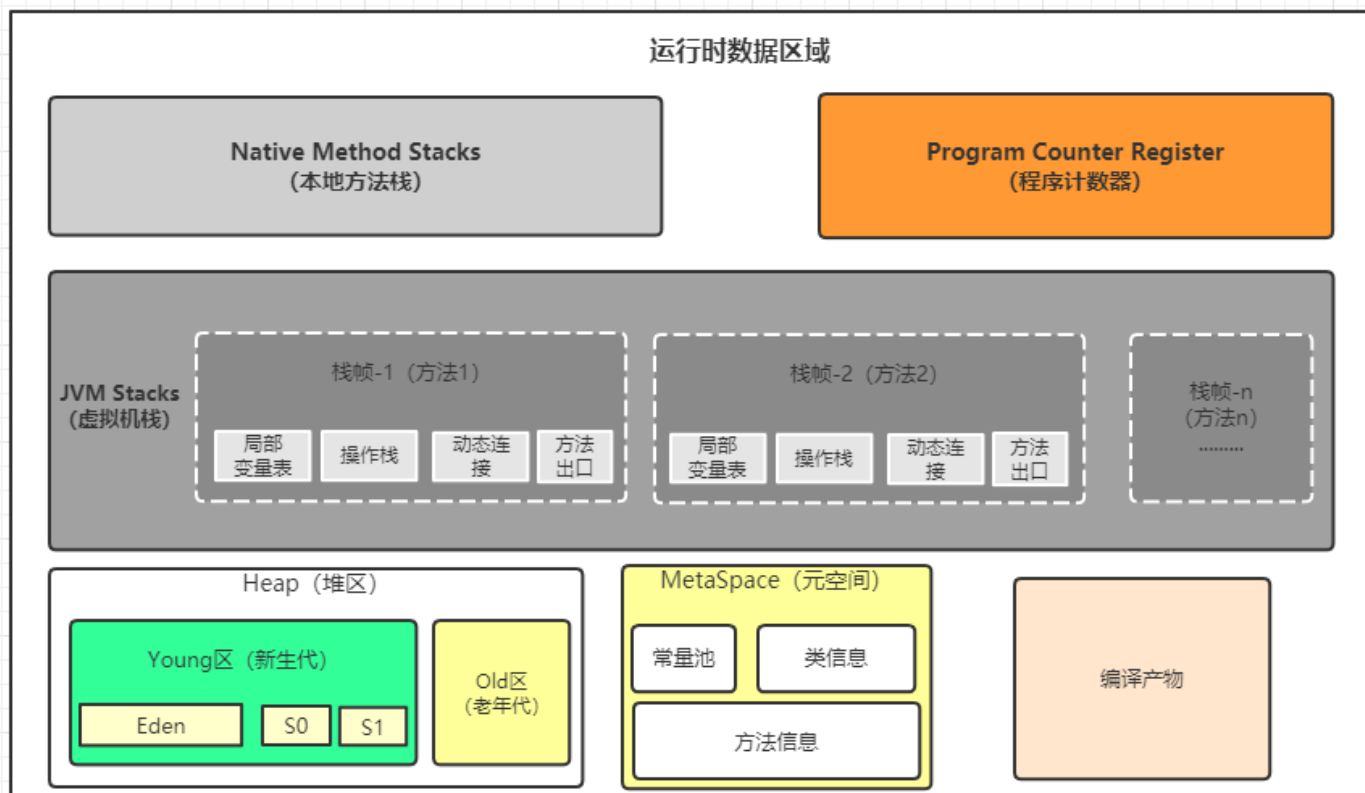 运行时数据区域
Native Method Stacks
(本地方法栈)
Program Counter Register
(程序计数器)
JVM Stacks
(虚拟机栈)
栈帧-1（方法1）
局部
变量表
操作栈
动态连
接
方法
出口
栈帧-2（方法2）
局部
变量表
操作栈
动态连
接
方法
出口
栈帧-n
(方法n)
.........
Heap（堆区）
Young区（新生代）
Eden
S0
S1
Old区
(老年代)
MetaSpace（元空间）
常量池
类信息
方法信息
编译产物